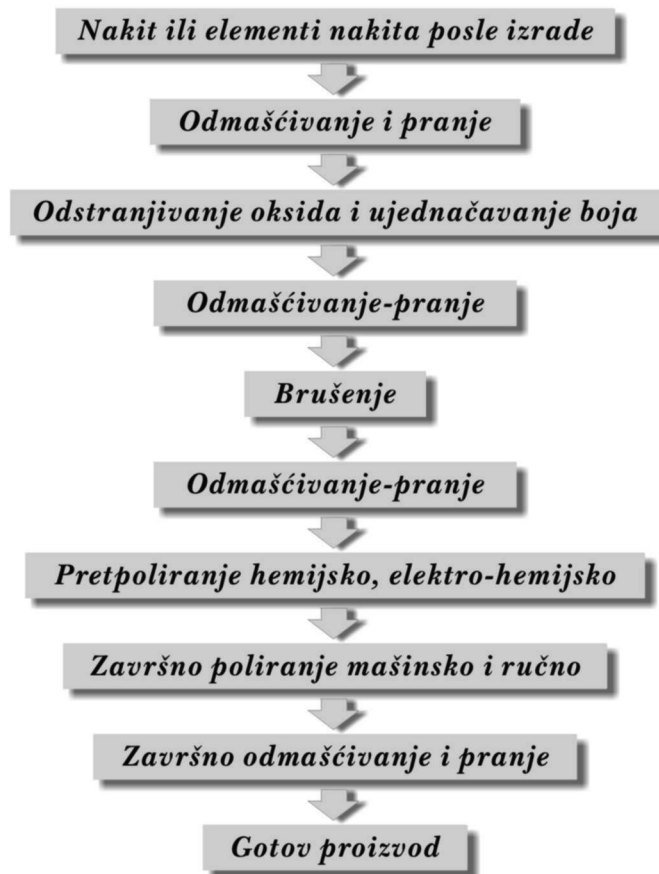 Nakit ili elementi nakita posle izrade
Odmašćivanje i pranje
Odstranjivanje oksida i ujednačavanje boja
Odmašćivanje-pranje
Brušenje
Odmašćivanje-pranje
Pretpoliranje hemijsko, elektro-hemijsko
Završno poliranje mašinsko i ručno
Završno odmašćivanje i pranje
Gotov proizvod